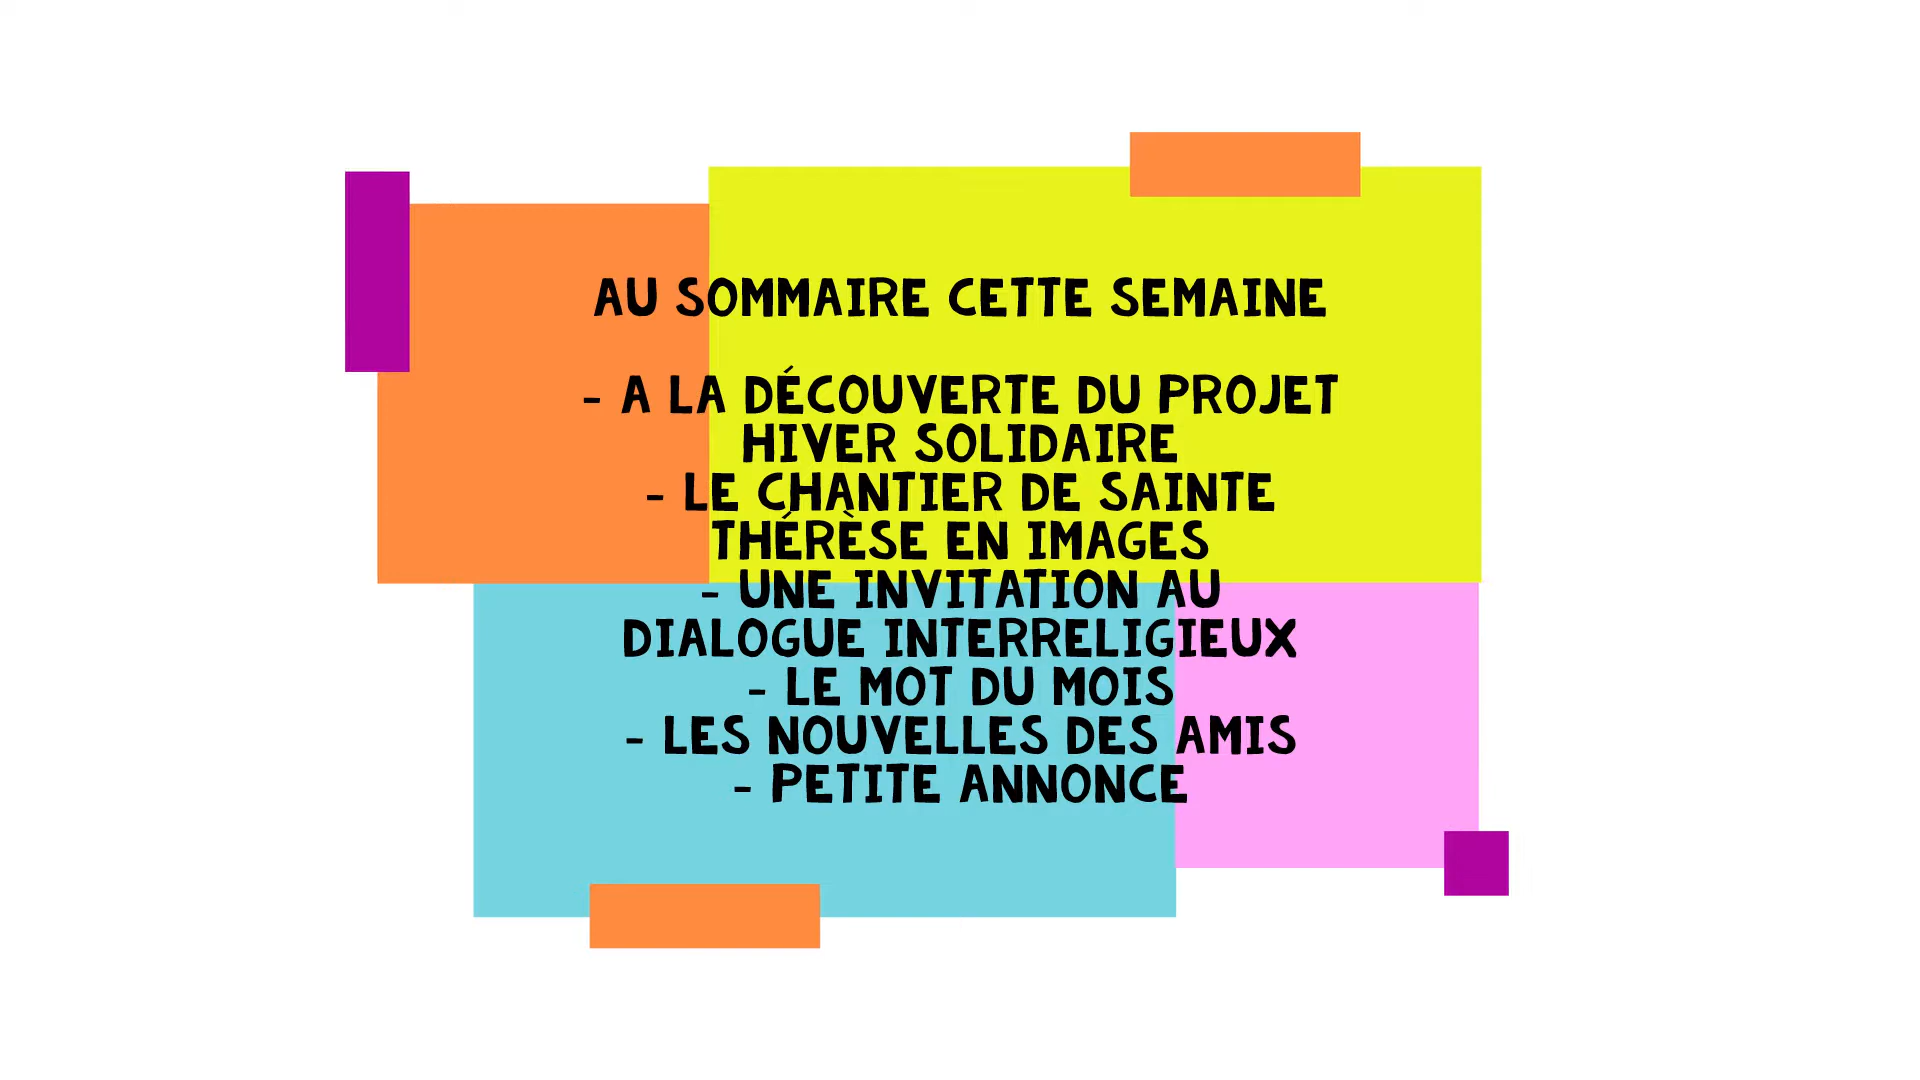 AU SOMMAIRE CETTE SEMAINE
- A LA DÉCOUVERTE DU PROJET
HIVER SOLIDAIRE
- LE CHANTIER DE SAINTE
THÉRÈSE EN IMAGES
- UNE INVITATION AU
DIALOGUE INTERRELIGIEUX
- LE MOT DU MOIS
- LES NOUVELLES DES AMIS
- PETITE ANNONCE